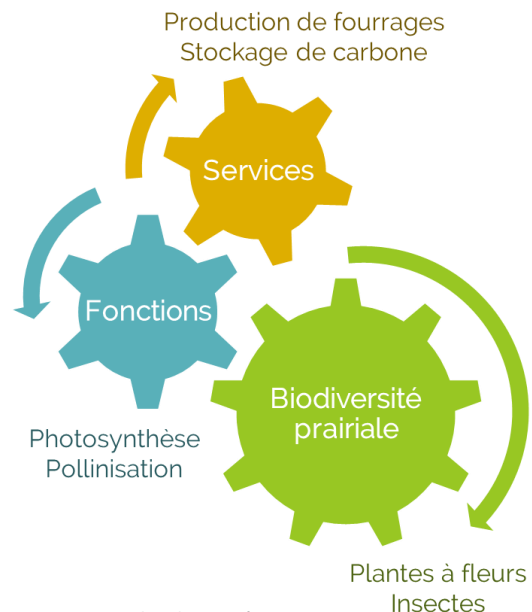 Production de fourrages
Stockage de carbone
Services
Fonctions
Photosynthèse
Pollinisation
Biodiversité
prairiale
Plantes à fleurs
Insectes